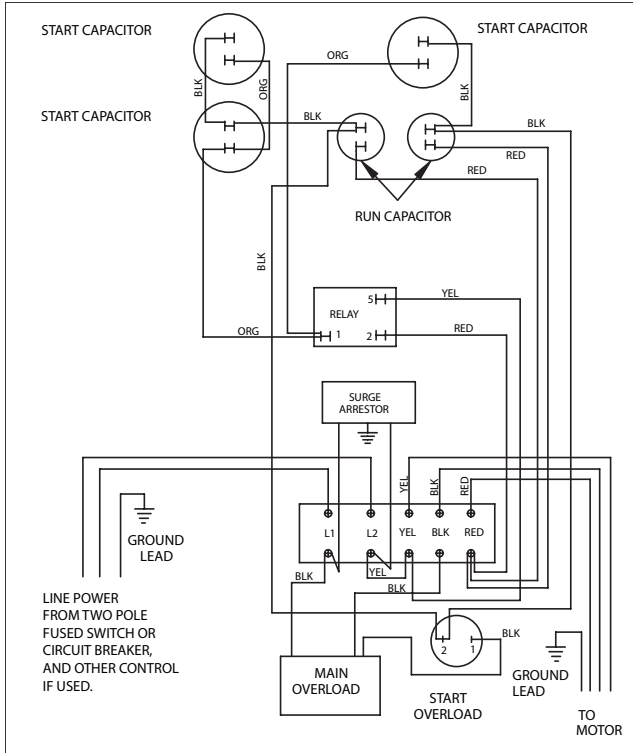 START CAPACITOR
START CAPACITOR
ORG
BLK
ORG
BLK
START CAPACITOR
BLK
BLK
RED
RED
RUN CAPACITOR
BLK
5
YEL
RELAY
ORG
1
2
RED
SURGE
ARRESTOR
YEL
BLK
RED
L1
L2
YEL
BLK
RED
GROUND
LEAD
BLK
YEL
BLK
LINE POWER
FROM TWO POLE
FUSED SWITCH OR
CIRCUIT BREAKER,
AND OTHER CONTROL
IF USED.
MAIN
OVERLOAD
2
1
BLK
START
OVERLOAD
GROUND
LEAD
TO
MOTOR